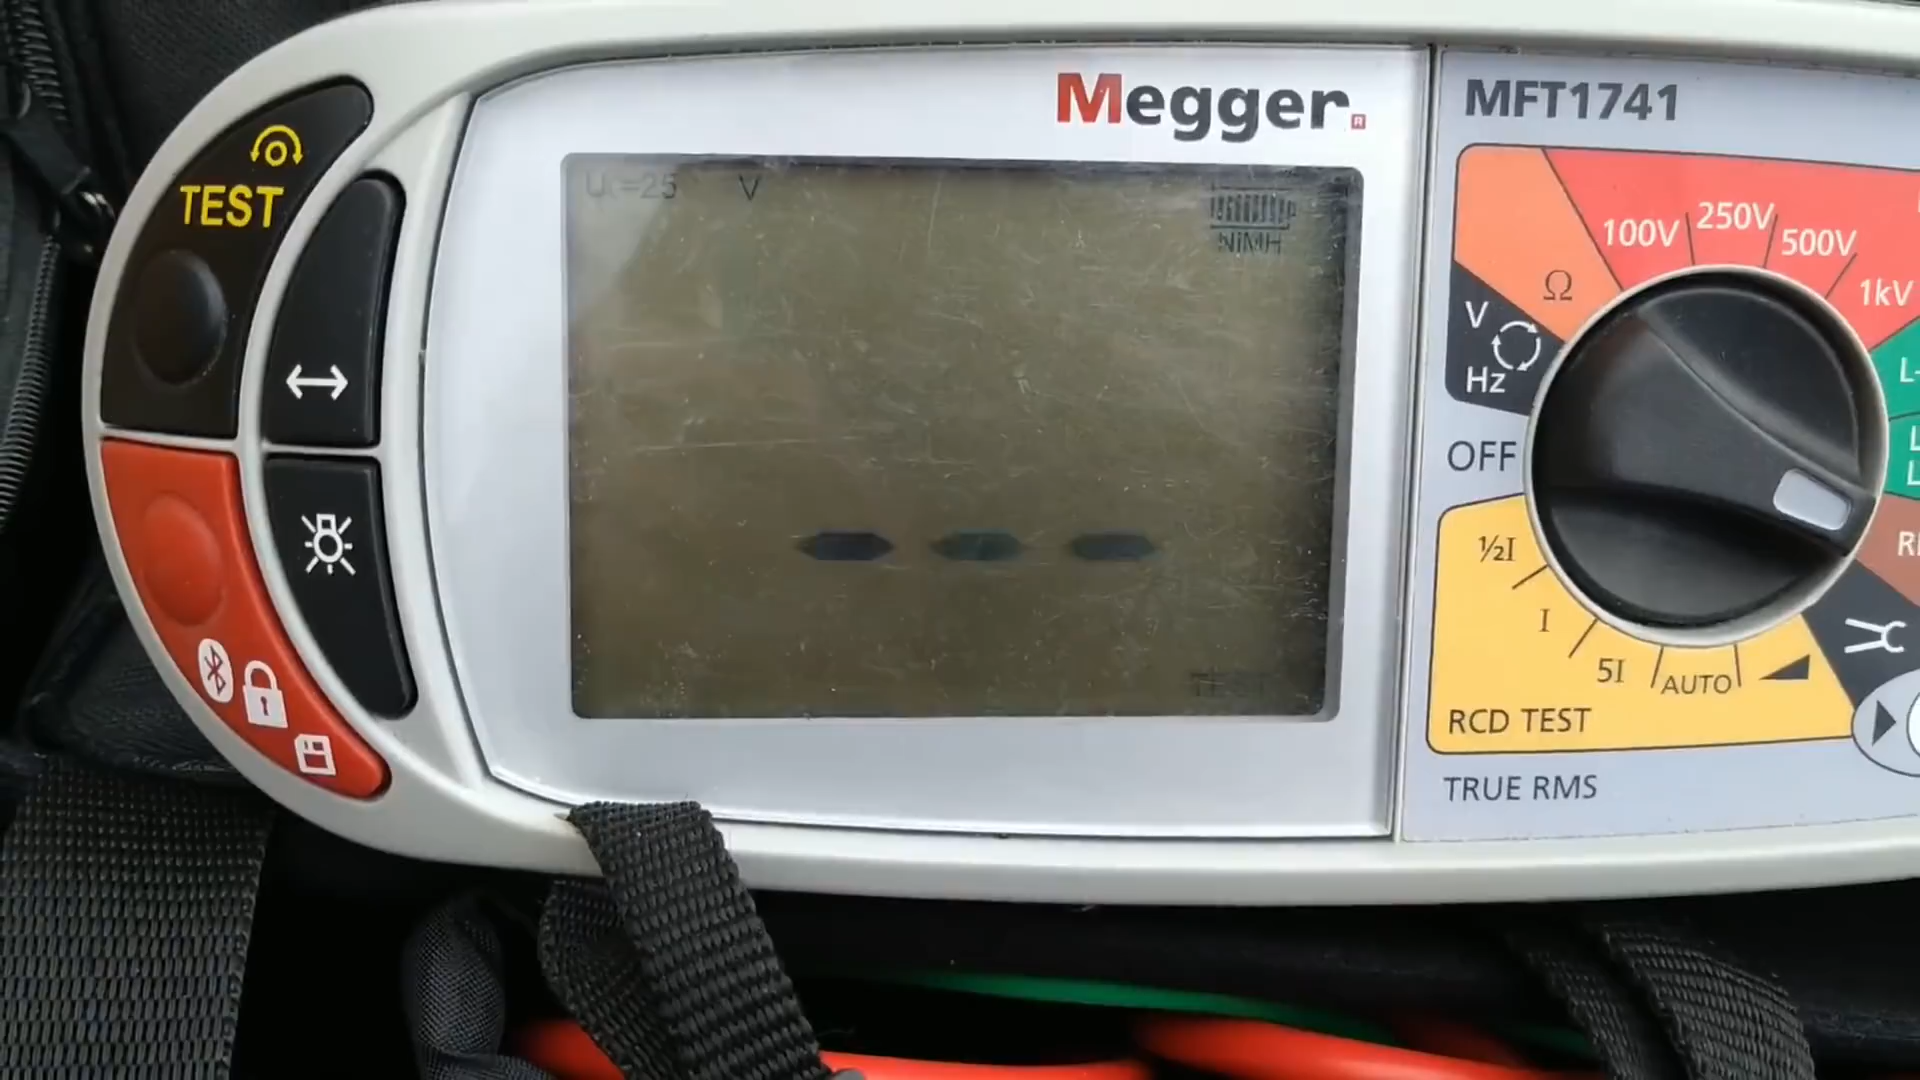 TEST
Megger.
MFT1741
=25 V
NiMH
TEST
100V
250V
500V
1kV
Ω
V
Hz
OFF
½I
I
5I
AUTO
RCD TEST
TRUE RMS